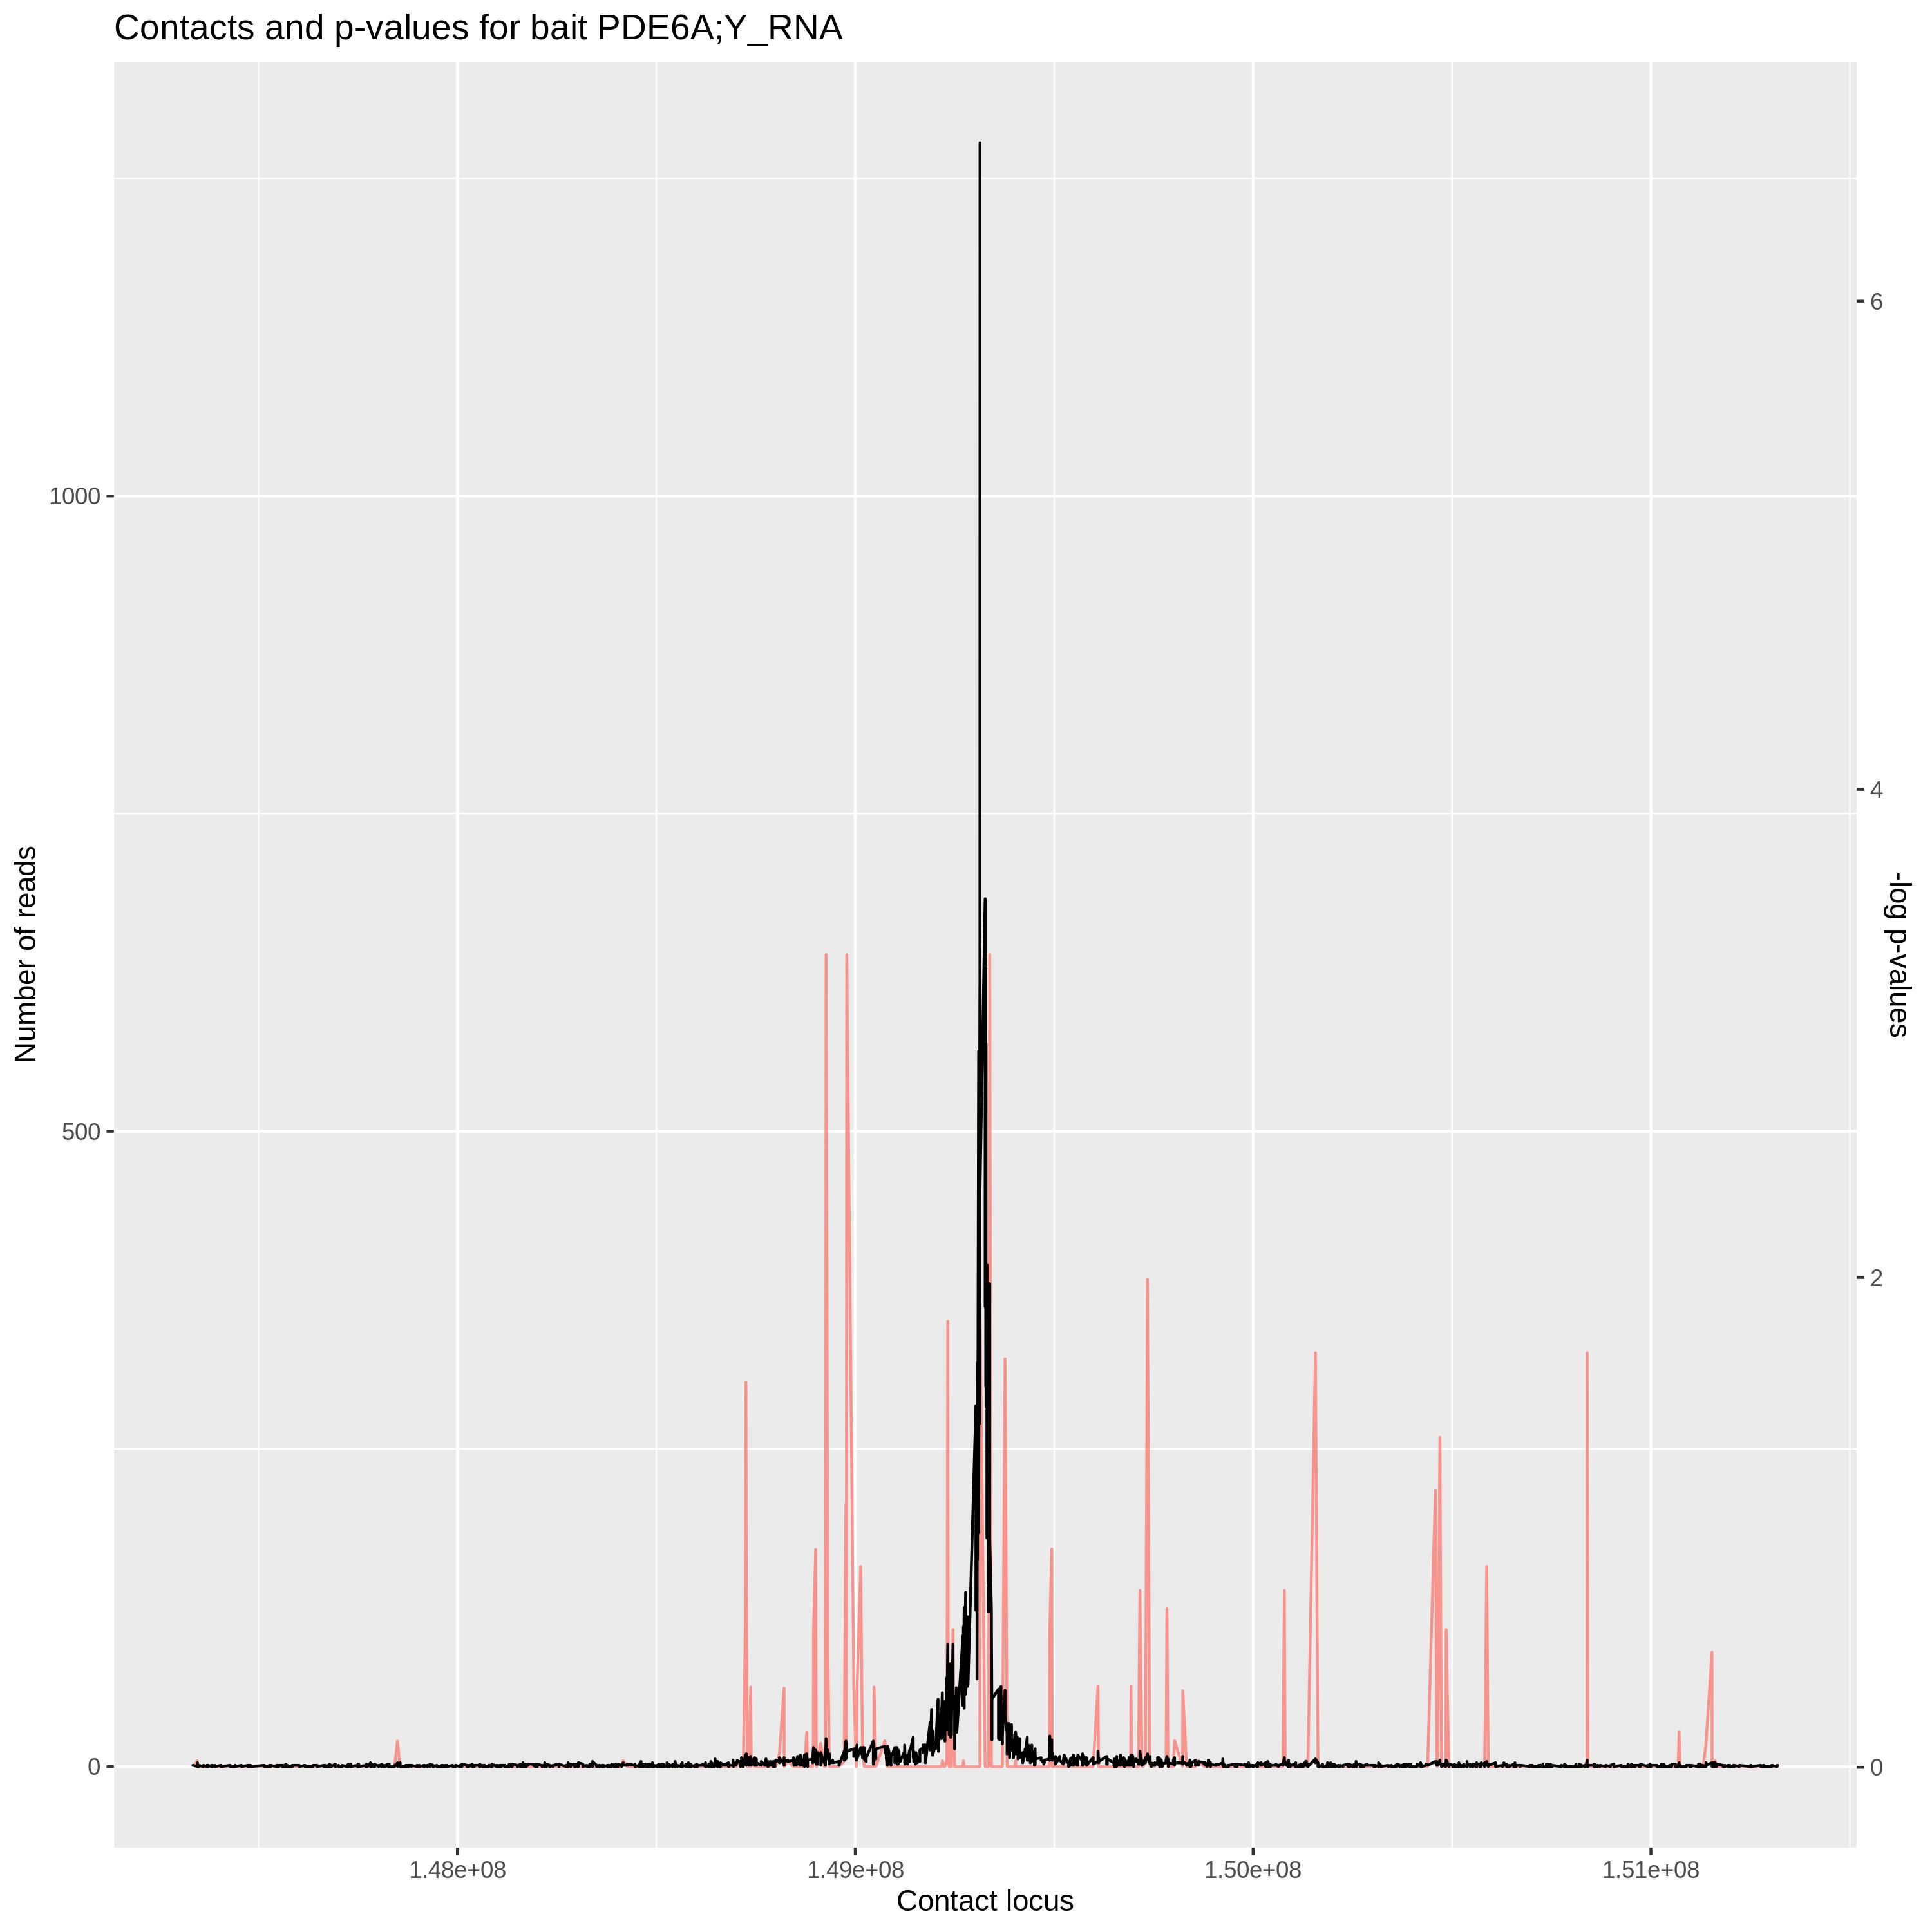 Contacts and p-values for bait PDE6A;Y_RNA
Number of reads
1000
500
0
6
4
2
0
-log p-values
1.48e+08
1.49e+08
1.50e+08
1.51e+08
Contact locus